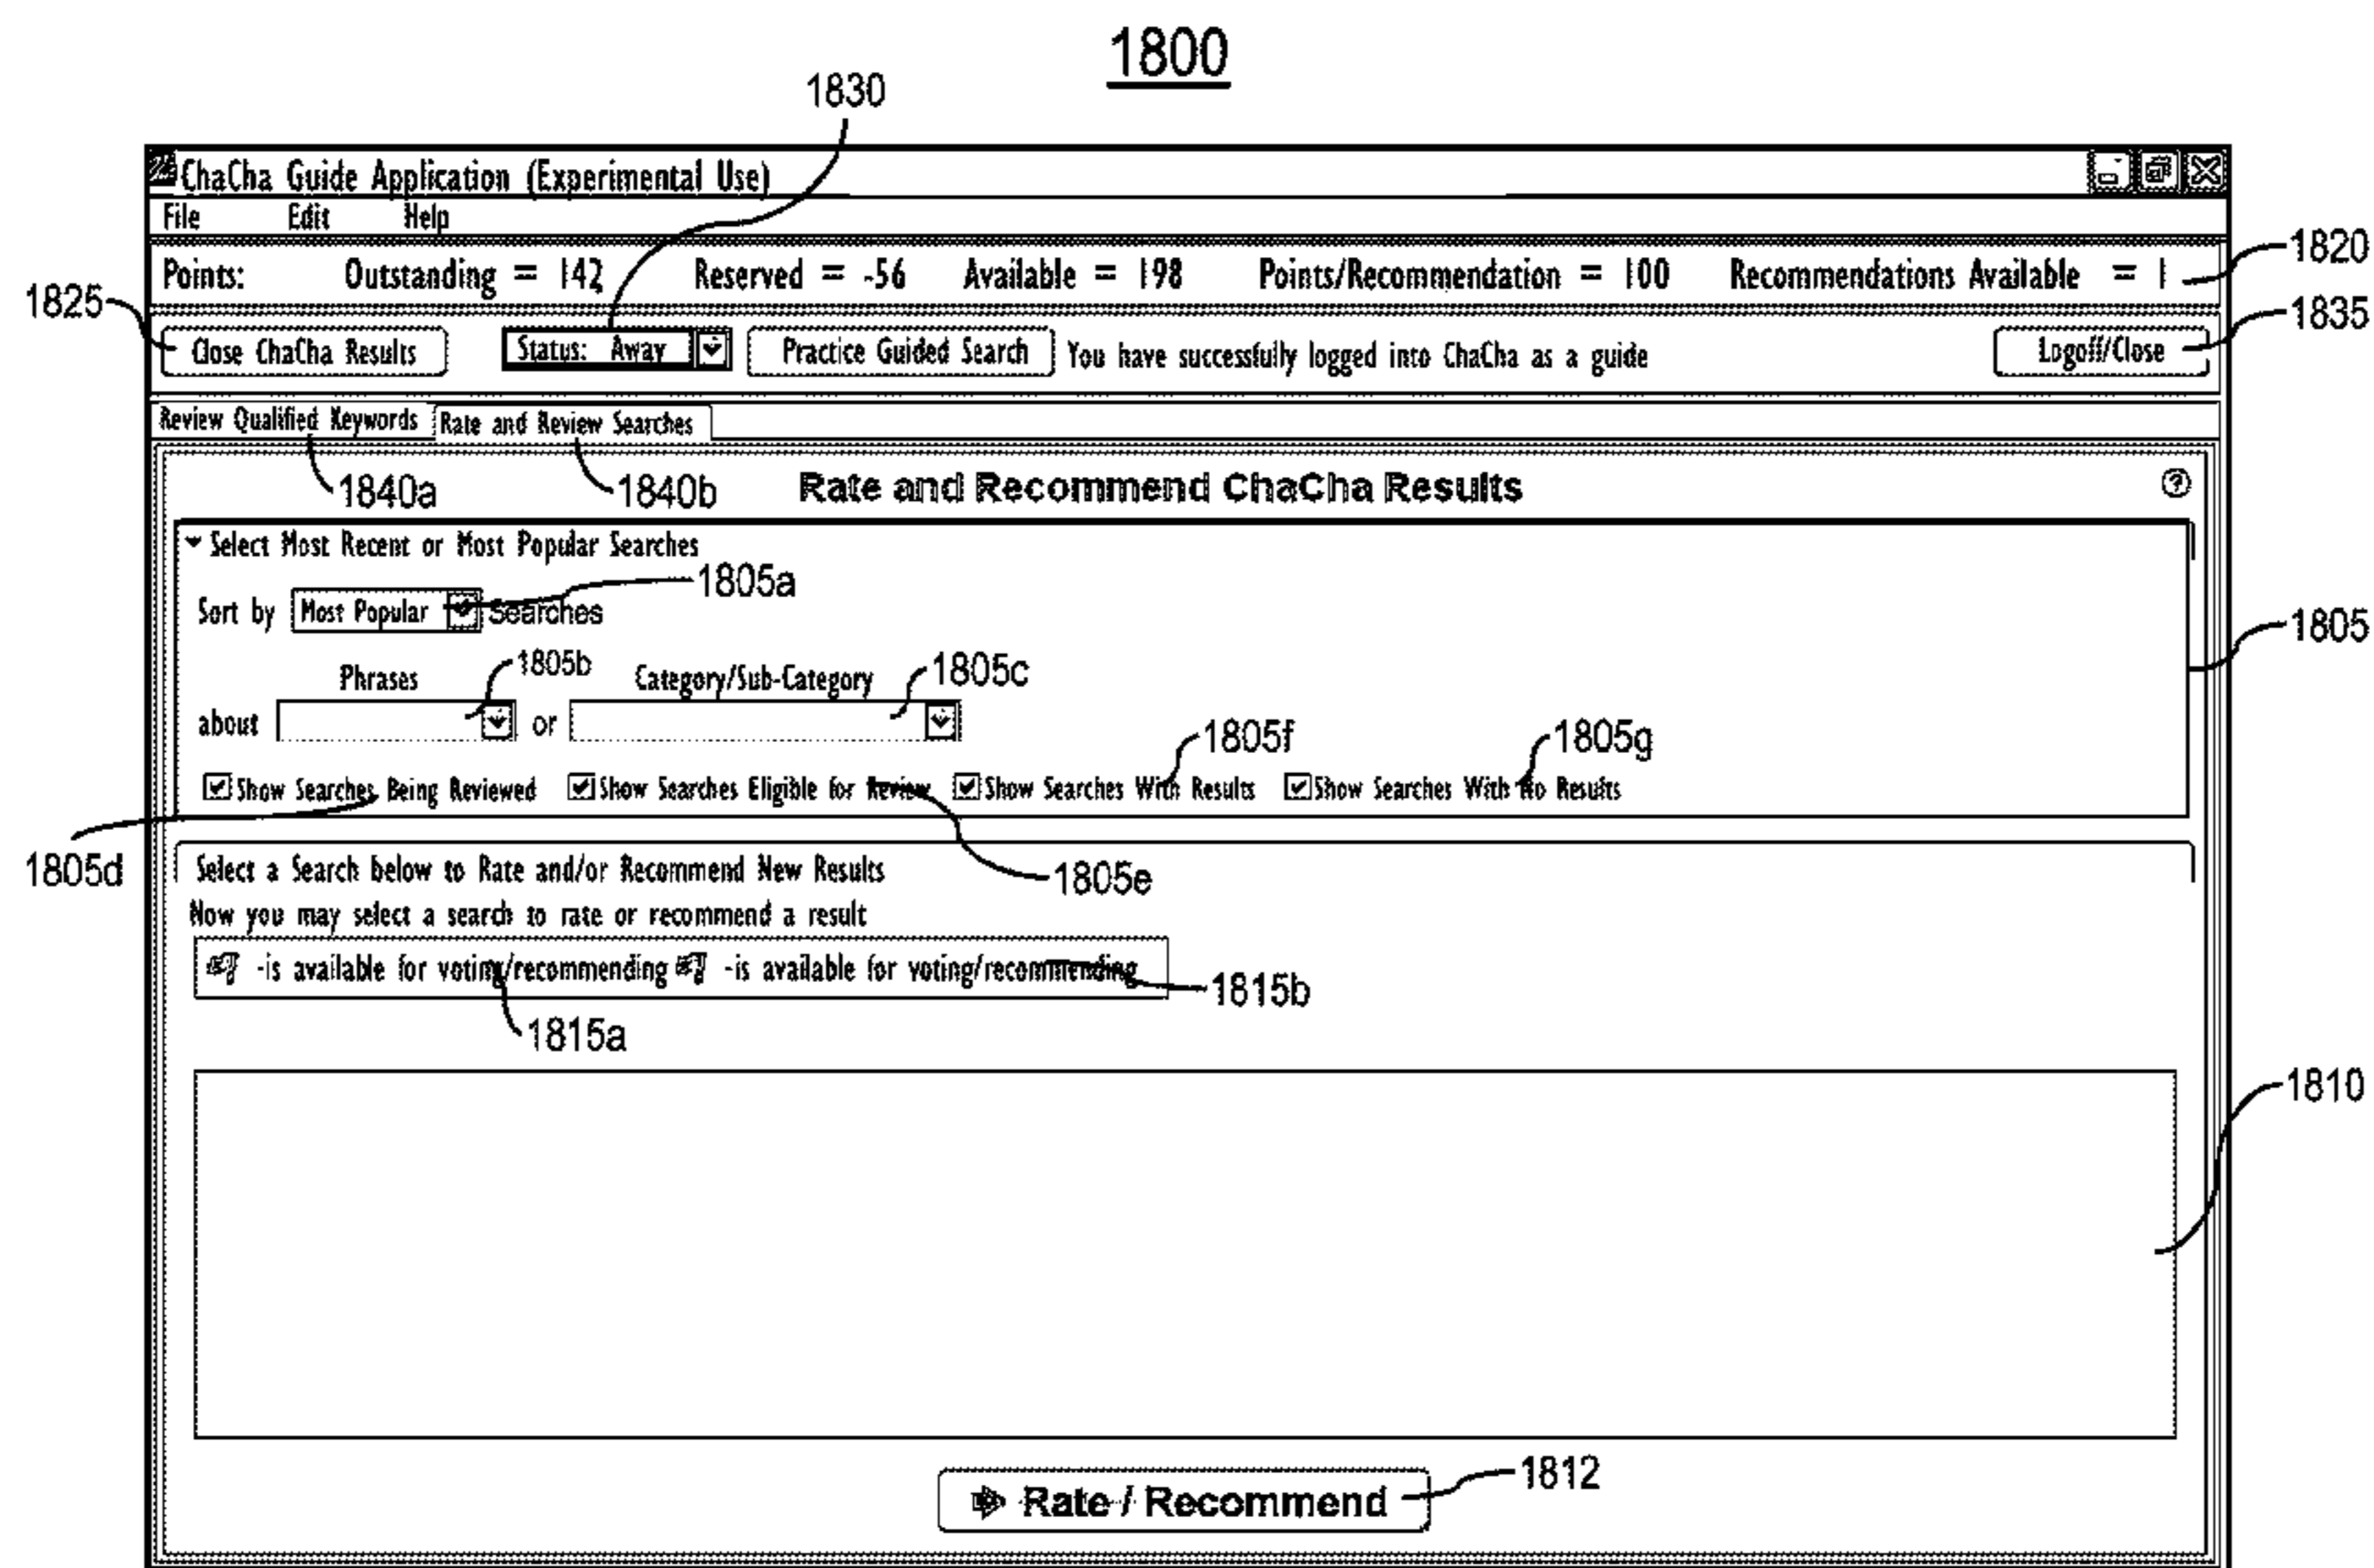 1800
1830
ChaCha Guide Application (Experimental Use)
File Edit Help
Points: Outstanding = 142 Reserved = -56 Available = 198 Points/Recommendation = 100 Recommendations Available = 1
1820
1825
1835
Close ChaCha Results Status: Away Practice Guided Search You have successfully logged into ChaCha as a guide Logoff/Close
Review Qualified Keywords Rate and Review Searches
1840a 1840b Rate and Recommend ChaCha Results ?
Select Most Recent or Most Popular Searches
1805a
Sort by Most Popular Searches
1805
Phrases 1805b Category/Sub-Category 1805c
about or
1805f 1805g
Show Searches Being Reviewed Show Searches Eligible for Review Show Searches With Results Show Searches With No Results
1805d
Select a Search below to Rate and/or Recommend New Results
1805e
Now you may select a search to rate or recommend a result
-is available for voting/recommending -is available for voting/recommending
1815b
1815a
1810
Rate / Recommend
1812